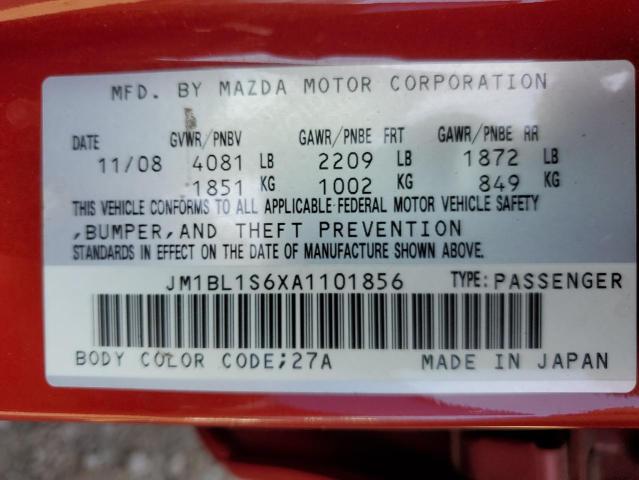 MFD. BY MAZDA MOTOR CORPORATION
DATE GVWR/PNBV GAWR/PNBE FRT GAWR/PNBE RR
11/08 4081 LB 2209 LB 1872 LB
1851 KG 1002 KG 849 KG
THIS VEHICLE CONFORMS TO ALL APPLICABLE FEDERAL MOTOR VEHICLE SAFETY
,BUMPER,AND THEFT PREVENTION
STANDARDS IN EFFECT ON THE DATE OF MANUFACTURE SHOWN ABOVE.
JM1BL1S6XA1101856 TYPE:PASSENGER
BODY COLOR CODE;27A MADE IN JAPAN